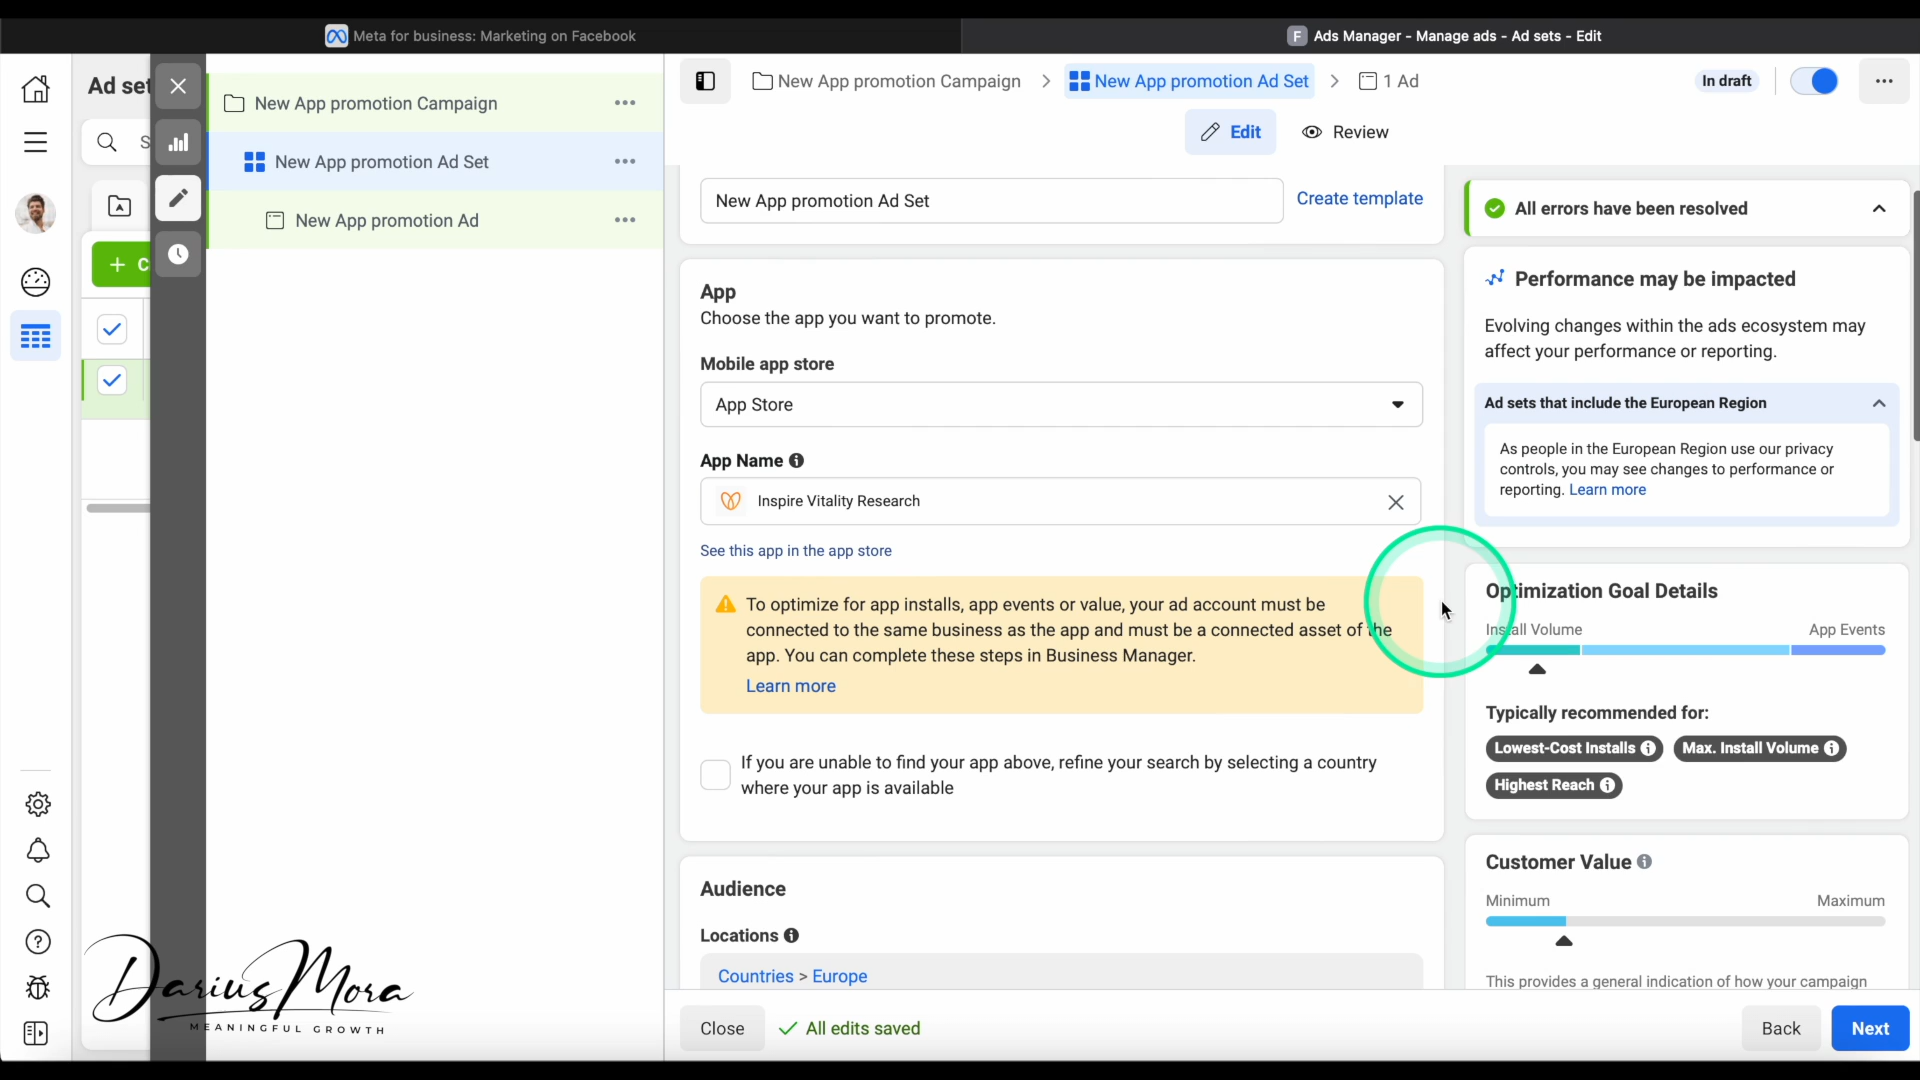 Meta for business: Marketing on Facebook
F Ads Manager - Manage ads - Ad sets - Edit
Ad set
New App promotion Campaign
New App promotion Ad Set
New App promotion Ad
New App promotion Campaign > New App promotion Ad Set > 1 Ad
In draft
Edit
Review
S
+ C
New App promotion Ad Set
Create template
App
Choose the app you want to promote.
Mobile app store
App Store
App Name
Inspire Vitality Research
See this app in the app store
To optimize for app installs, app events or value, your ad account must be
connected to the same business as the app and must be a connected asset of the
app. You can complete these steps in Business Manager.
Learn more
If you are unable to find your app above, refine your search by selecting a country
where your app is available
Audience
Locations
Countries > Europe
All errors have been resolved
Performance may be impacted
Evolving changes within the ads ecosystem may
affect your performance or reporting.
Ad sets that include the European Region
As people in the European Region use our privacy
controls, you may see changes to performance or
reporting. Learn more
Optimization Goal Details
Install Volume
App Events
Typically recommended for:
Lowest-Cost Installs
Max. Install Volume
Highest Reach
Customer Value
Minimum
Maximum
This provides a general indication of how your campaign
Close
All edits saved
Back
Next
Darius Mora
MEANINGFUL GROWTH